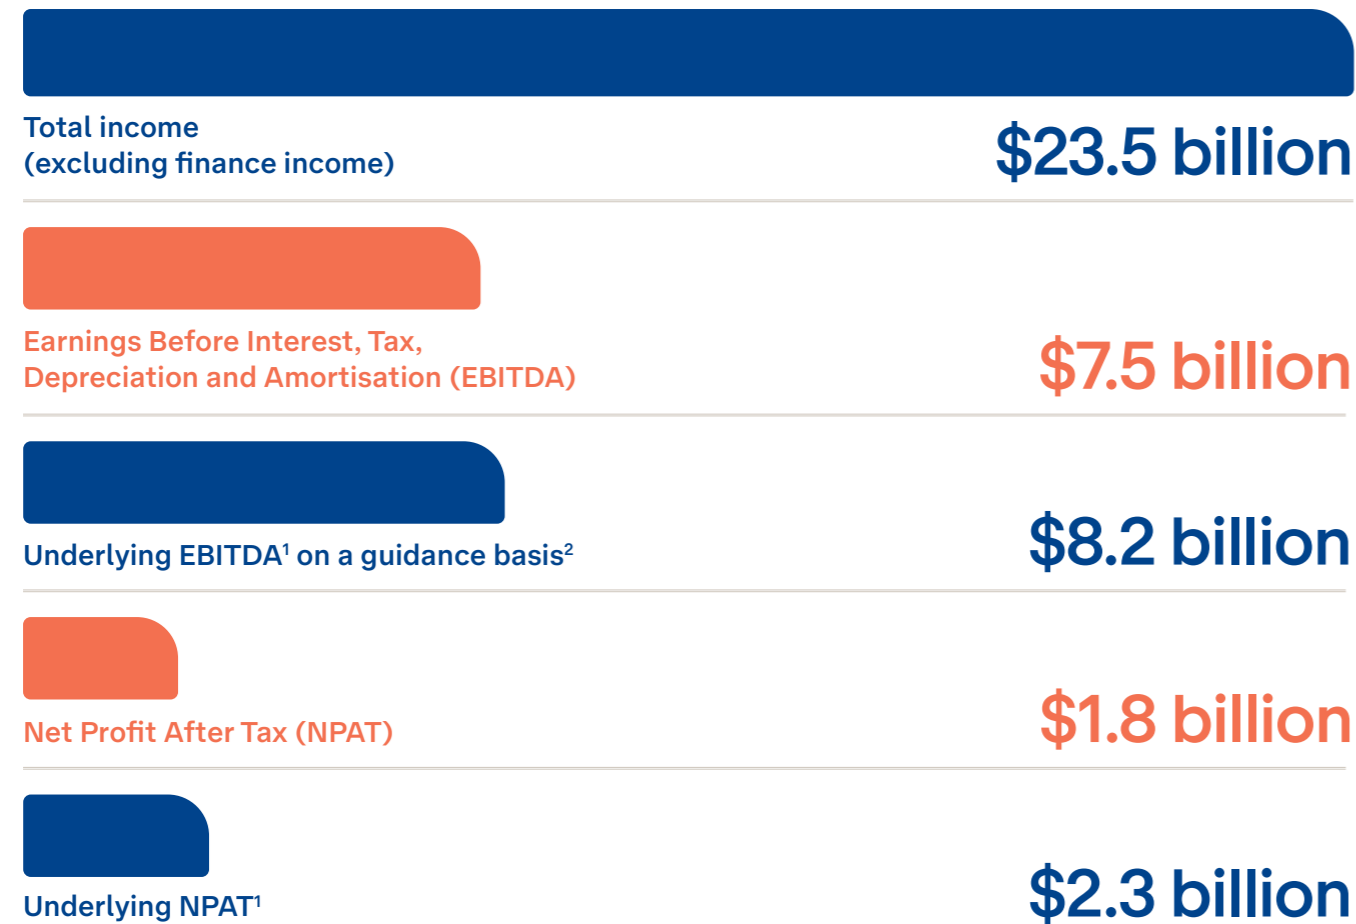 Total income
(excluding finance income)
$23.5 billion
Earnings Before Interest, Tax,
Depreciation and Amortisation (EBITDA)
$7.5 billion
Underlying EBITDA¹ on a guidance basis²
$8.2 billion
Net Profit After Tax (NPAT)
$1.8 billion
Underlying NPAT¹
$2.3 billion